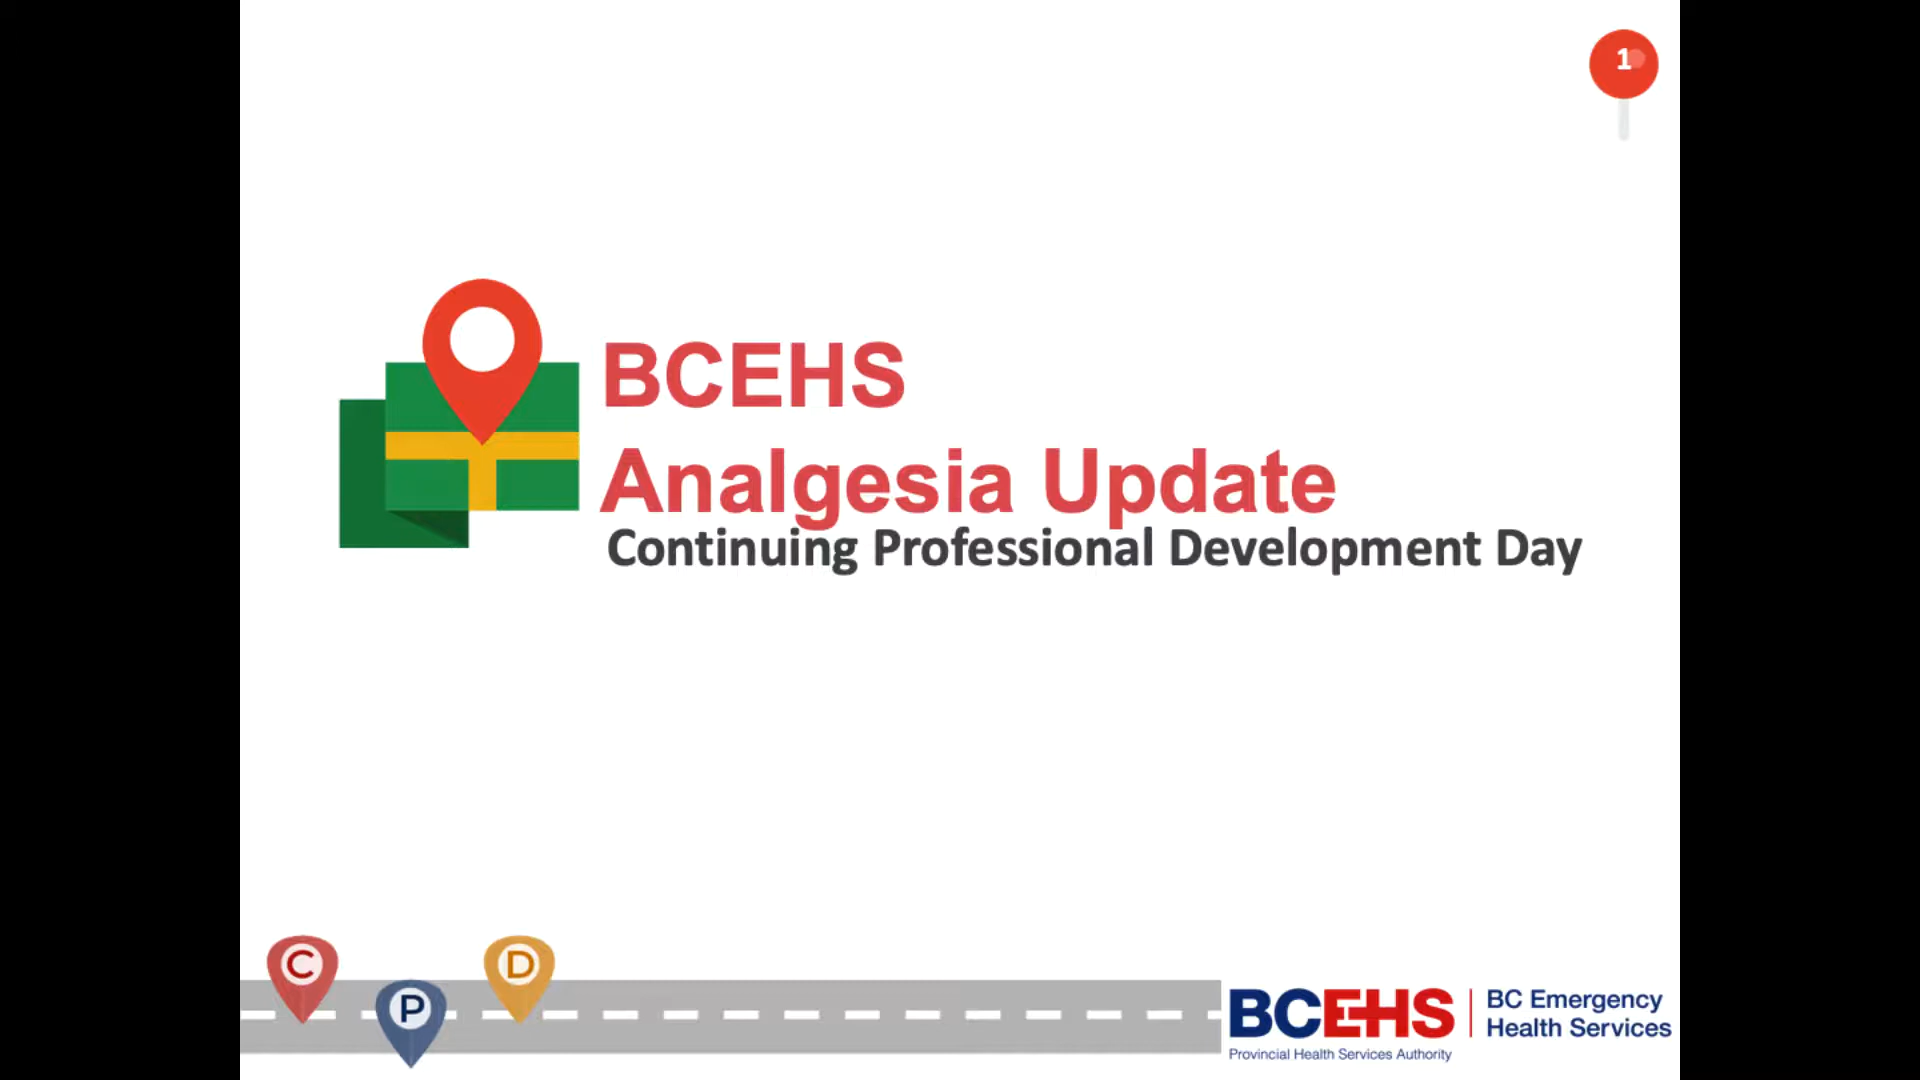 1
BCEHS
Analgesia Update
Continuing Professional Development Day
C
P
D
BCEHS
Provincial Health Services Authority
BC Emergency
Health Services